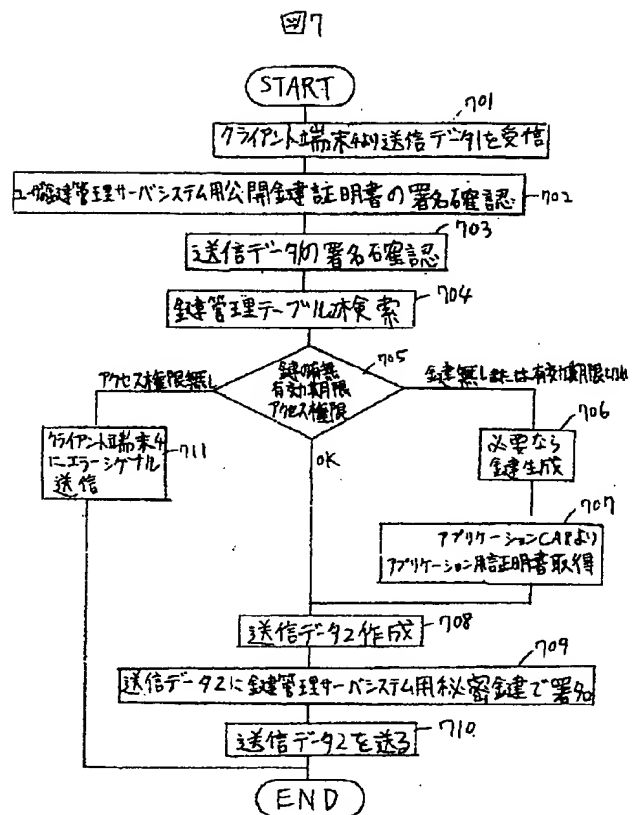 図7
START
701
クライアント端末4より送信データ1を受信
ユーザ鍵管理サーバシステム用公開鍵証明書の署名確認
702
703
送信データ1の署名確認
704
鍵管理テーブル検索
705
鍵の有無
有効期限
アクセス権限
アクセス権限無し
鍵無しまたは有効期限切れ
クライアント端末4
にエラーシグナル
送信
711
OK
706
必要なら
鍵生成
707
アプリケーションCA8より
アプリケーション用証明書取得
送信データ2作成
708
709
送信データ2に鍵管理サーバシステム用秘密鍵で署名
送信データ2を送る
710
END